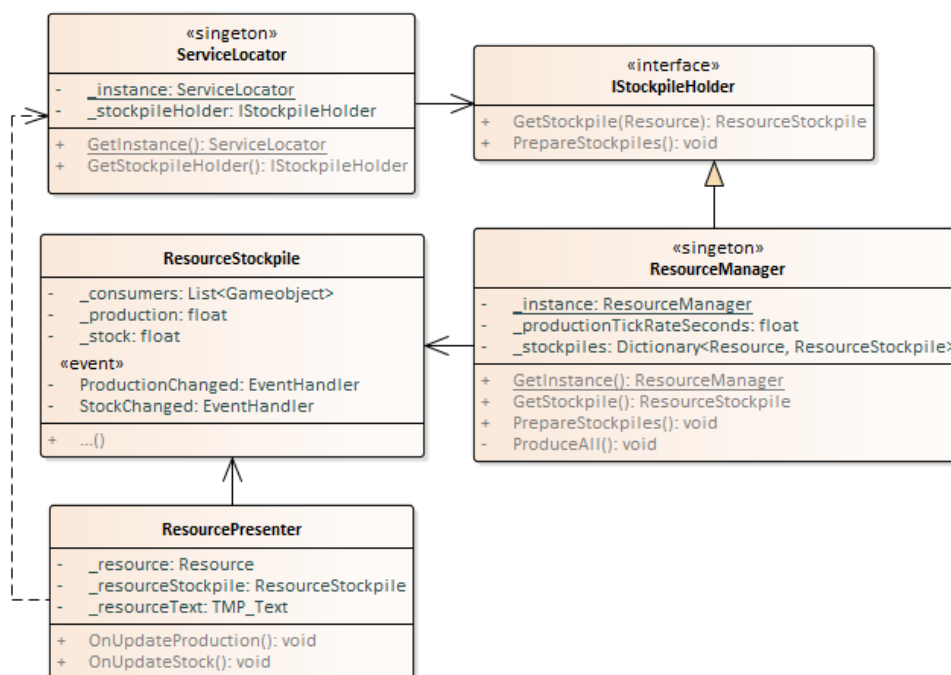 «singeton»
ServiceLocator
- _instance: ServiceLocator
- _stockpileHolder: IStockpileHolder
+ GetInstance(): ServiceLocator
+ GetStockpileHolder(): IStockpileHolder
«interface»
IStockpileHolder
+ GetStockpile(Resource): ResourceStockpile
+ PrepareStockpiles(): void
ResourceStockpile
- _consumers: List<Gameobject>
- _production: float
- _stock: float
«event»
- ProductionChanged: EventHandler
- StockChanged: EventHandler
+ ...()
«singeton»
ResourceManager
- _instance: ResourceManager
- _productionTickRateSeconds: float
- _stockpiles: Dictionary<Resource, ResourceStockpile>
+ GetInstance(): ResourceManager
+ GetStockpile(): ResourceStockpile
+ PrepareStockpiles(): void
- ProduceAll(): void
ResourcePresenter
- _resource: Resource
- _resourceStockpile: ResourceStockpile
- _resourceText: TMP_Text
+ OnUpdateProduction(): void
+ OnUpdateStock(): void